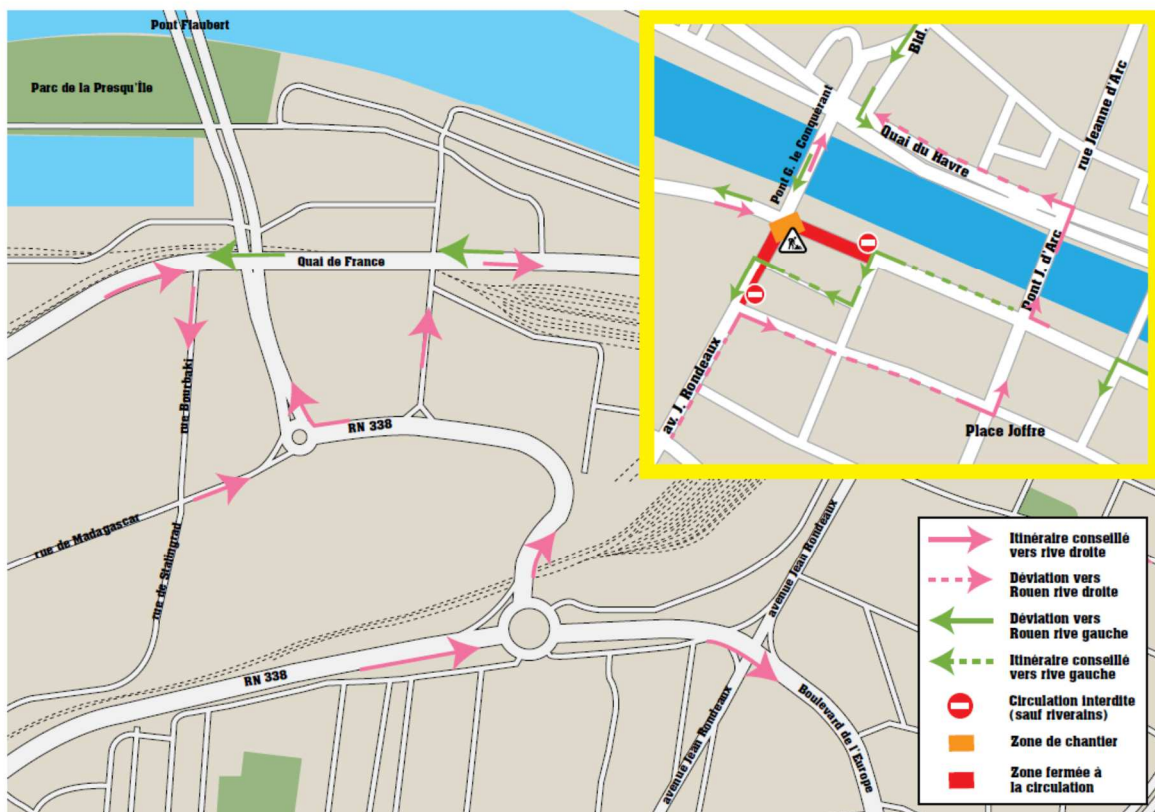 Pont Flaubert
Parc de la Presqu'Île
Quai de France
rue Bourbaki
RN 338
rue de Madagascar
rue de Stalingrad
RN 338
avenue Jean Rondeaux
avenue Jean Rondeaux
Boulevard de l'Europe
Bld.
Pont G. le Conquérant
Quai du Havre
rue Jeanne d'Arc
Pont J. d'Arc
av. J. Rondeaux
Place Joffre
Itinéraire conseillé
vers rive droite
Déviation vers
Rouen rive droite
Déviation vers
Rouen rive gauche
Itinéraire conseillé
vers rive gauche
Circulation interdite
(sauf riverains)
Zone de chantier
Zone fermée à
la circulation